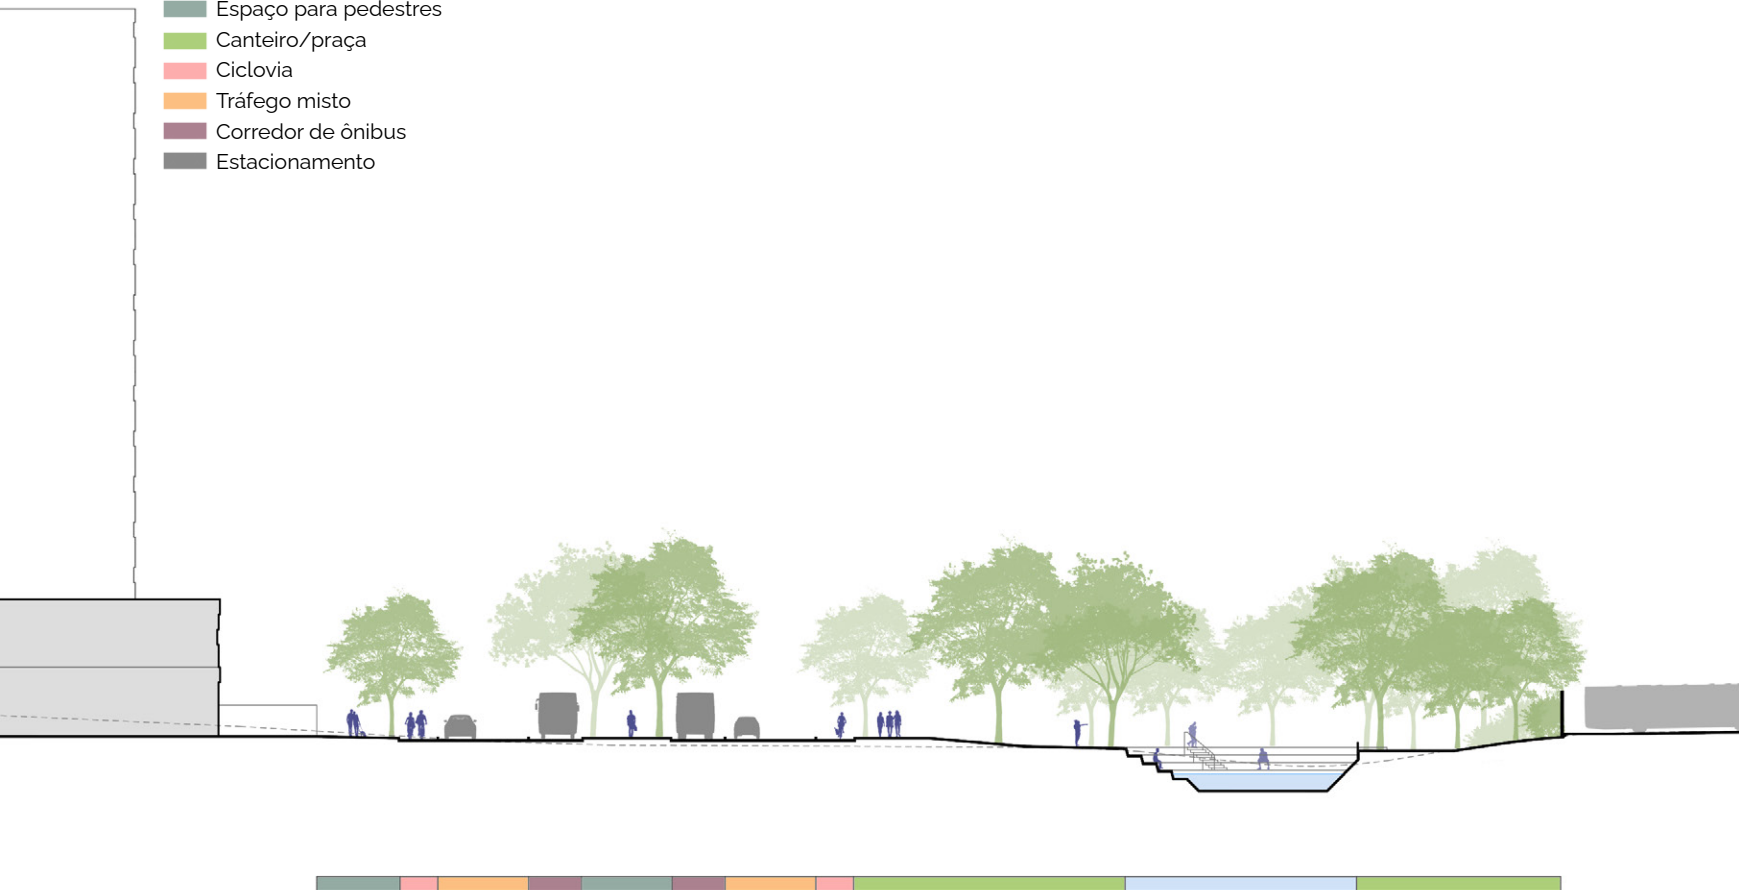 Espaço para pedestres
Canteiro/praça
Ciclovia
Tráfego misto
Corredor de ônibus
Estacionamento